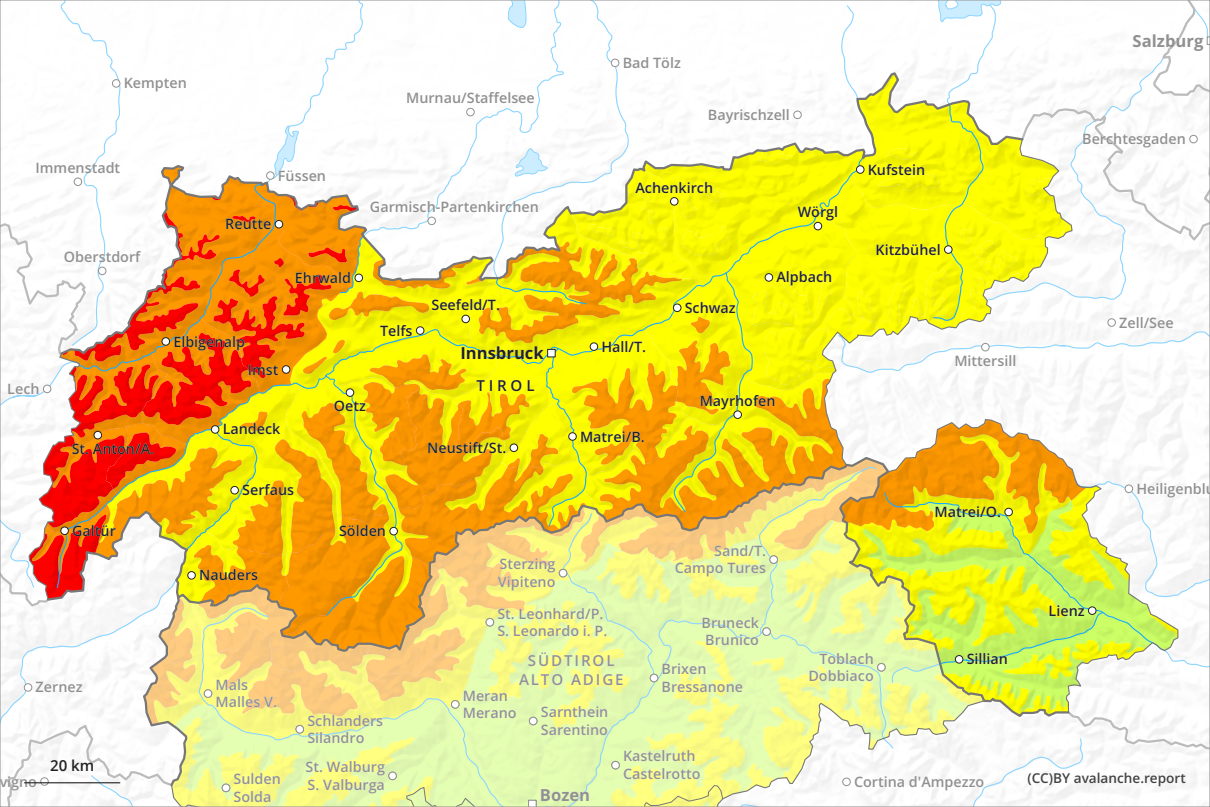 Salzburg
Bad Tölz
Kempten
Murnau/Staffelsee
Bayrischzell
Berchtesgaden
Immenstadt
Füssen
Kufstein
Achenkirch
Garmisch-Partenkirchen
Wörgl
Reutte
Kitzbühel
Oberstdorf
Ehrwald
Alpbach
Seefeld/T.
Schwaz
Zell/See
Telfs
Elbigenalp
Innsbruck
Hall/T.
Mittersill
Imst
TIROL
Lech
Oetz
Mayrhofen
Landeck
Matrei/B.
St. Anton/A.
Neustift/St.
Serfaus
Heiligenblu
Matrei/O.
Galtür
Sölden
Sterzing
Vipiteno
Sand/T.
Campo Tures
Nauders
St. Leonhard/P.
S. Leonardo i. P.
Lienz
Bruneck
Brunico
SÜDTIROL
ALTO ADIGE
Toblach
Dobbiaco
Sillian
Zernez
Mals
Malles V.
Brixen
Bressanone
Meran
Merano
Schlanders
Silandro
Sarnthein
Sarentino
20 km
St. Walburg
S. Valburga
Kastelruth
Castelrotto
vigno
Sulden
Solda
Cortina d'Ampezzo
(CC)BY avalanche.report
Bozen